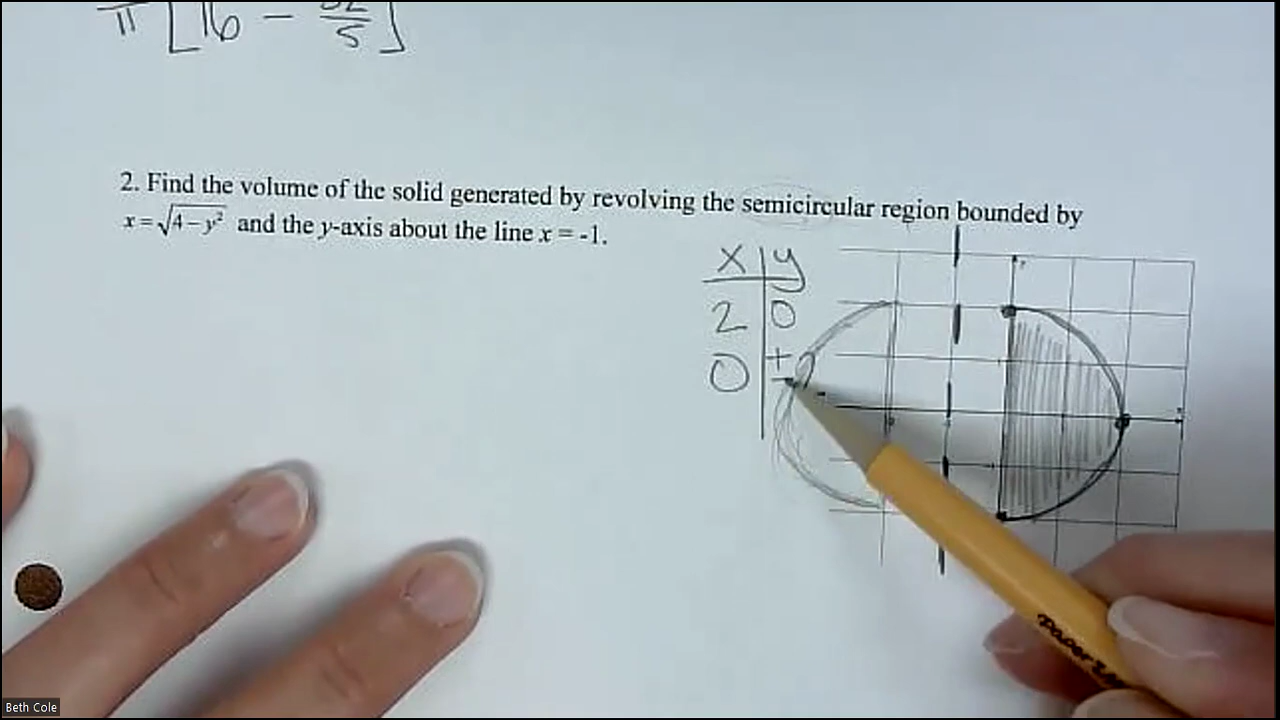 π [16 - 32/5]
2. Find the volume of the solid generated by revolving the semicircular region bounded by
x = √4 − y² and the y-axis about the line x = -1.
x | y
2 | 0
0 | ±
Beth Cole